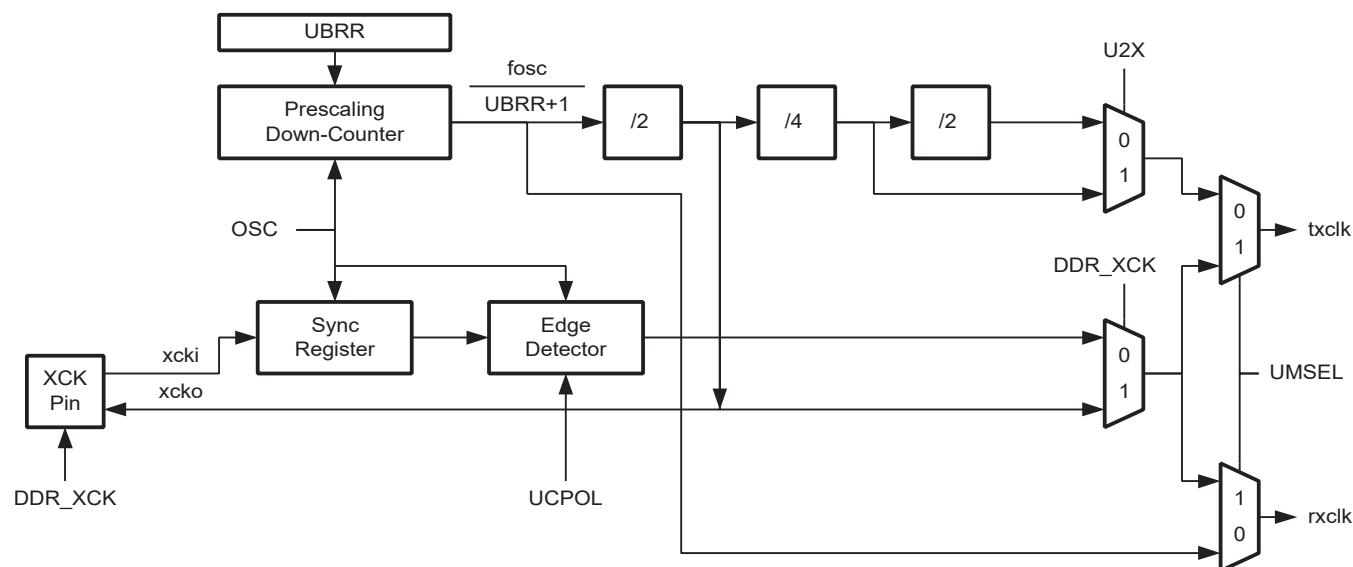 UBRR
U2X
fosc
UBRR+1
Prescaling
Down-Counter
/2
/4
/2
0
1
OSC
0
1
txclk
DDR_XCK
Sync
Register
Edge
Detector
xcki
0
1
UMSEL
XCK
Pin
xcko
DDR_XCK
UCPOL
1
0
rxclk